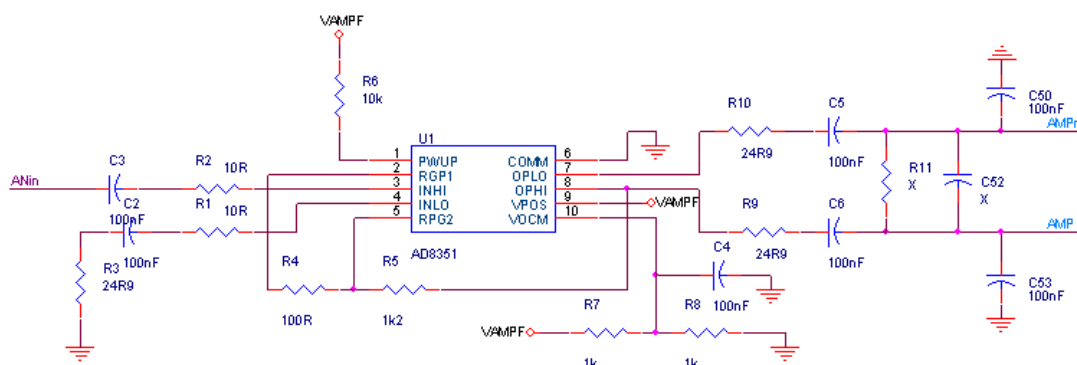 VAMPF
R6
10k
U1
1 PWUP COMM 6
2 RGP1 OPLO 7
3 INHI OPHI 8
4 INLO VPOS 9
5 RPG2 VOCM 10
AD8351
ANin
C3
100nF
R2
10R
C2
100nF
R1
10R
R3
24R9
R4
100R
R5
1k2
R10
24R9
C5
100nF
R9
24R9
C6
100nF
VAMPF
C4
100nF
VAMPF
R7
1k
R8
1k
R11
X
C52
X
C50
100nF
C53
100nF
AMP